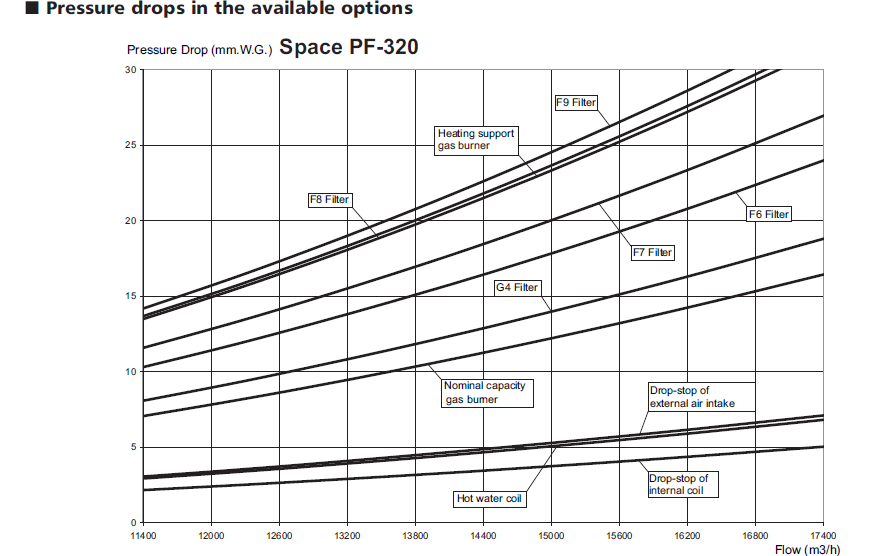 ■ Pressure drops in the available options
Pressure Drop (mm.W.G.) Space PF-320
30
25
20
15
10
5
0
F9 Filter
Heating support
gas burner
F8 Filter
F6 Filter
F7 Filter
G4 Filter
Nominal capacity
gas burner
Drop-stop of
external air intake
Drop-stop of
internal coil
Hot water coil
11400 12000 12600 13200 13800 14400 15000 15600 16200 16800 17400
Flow (m3/h)